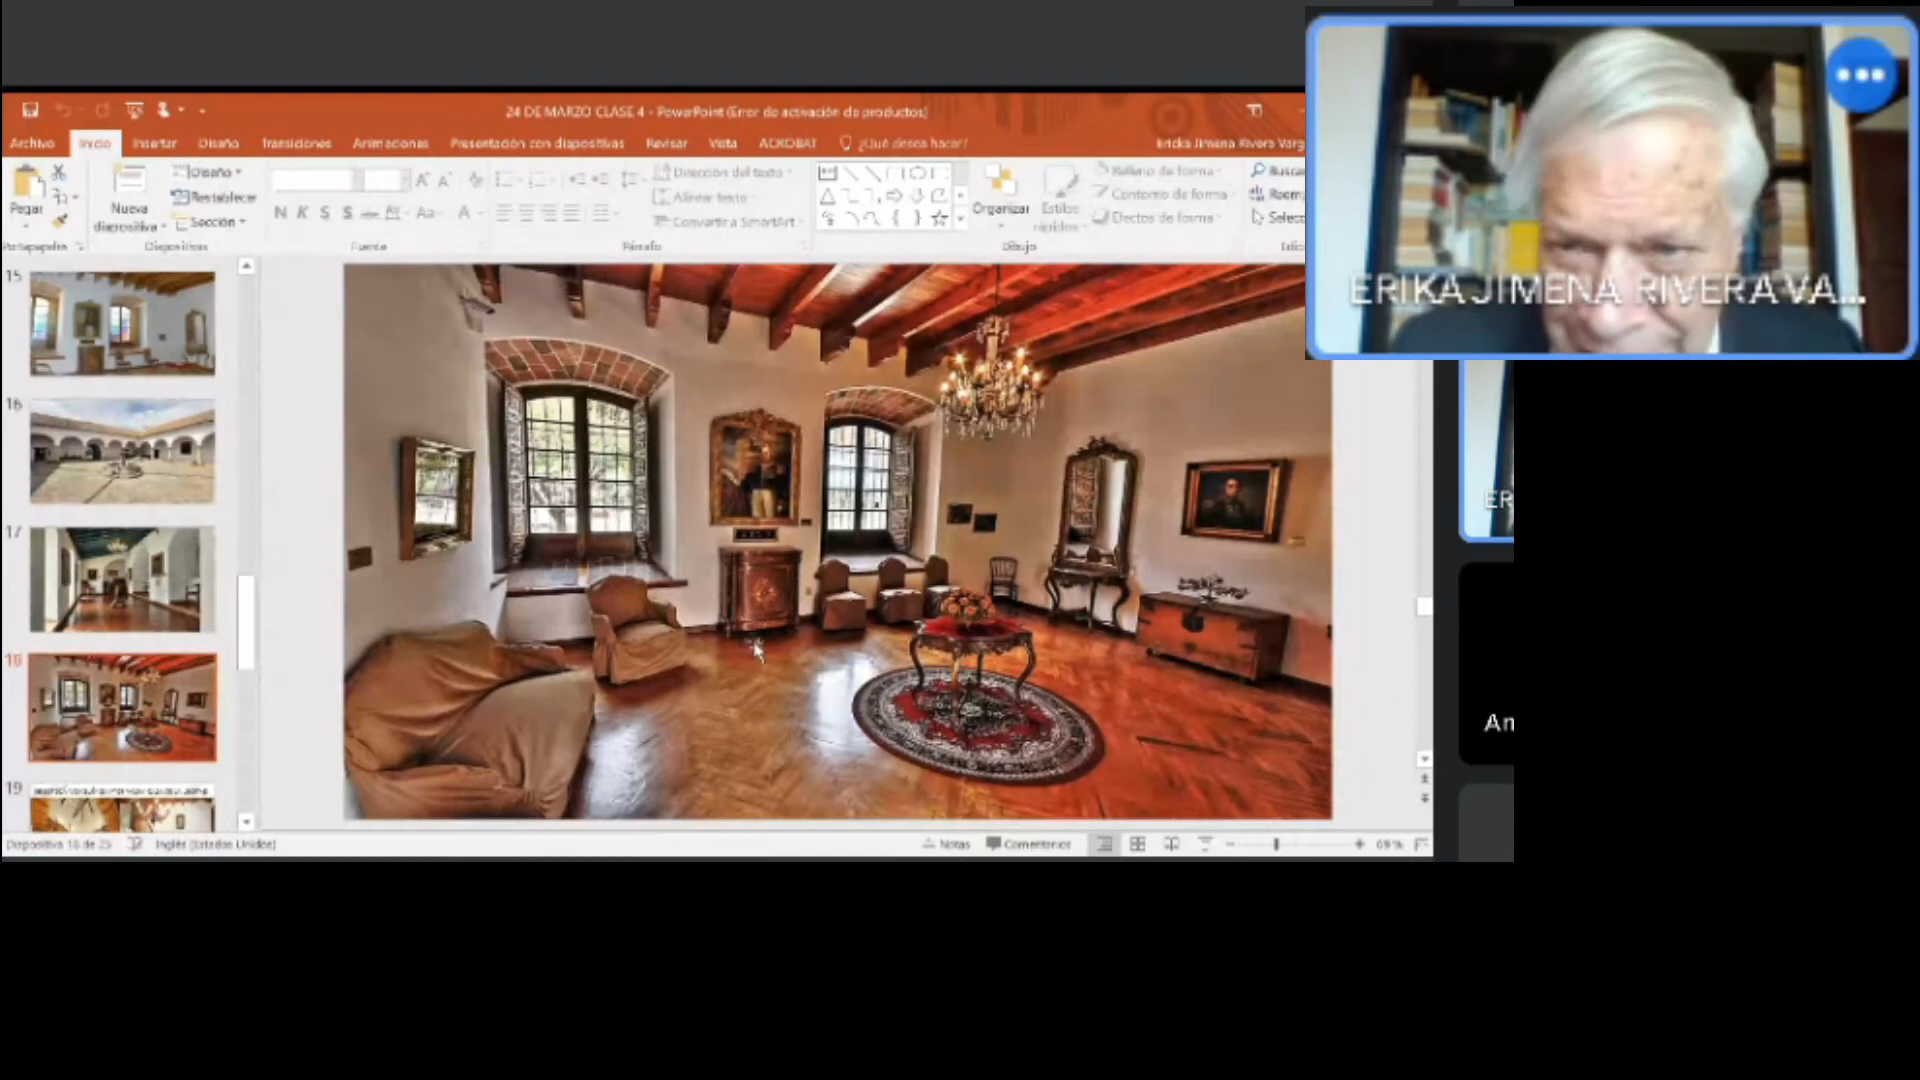 24 DE MARZO CLASE 4 - PowerPoint (Error de activación de productos)
Archivo Inicio Insertar Diseño Transiciones Animaciones Presentación con diapositivas Revisar Vista ACROBAT ¿Qué desea hacer?
Pegar
Nueva diapositiva
Diseño
Restablecer
Sección
N K S S
Aa
A
Dirección del texto
Alinear texto
Convertir a SmartArt
Organizar
Estilos rápidos
Relleno de forma
Contorno de forma
Efectos de forma
Portapapeles Diapositivas Fuente Párrafo Dibujo
ERIKA JIMENA RIVERA VA...
ER
An
15
16
17
18
19
Diapositiva 18 de 25 Inglés (Estados Unidos) Notas Comentarios 69 %